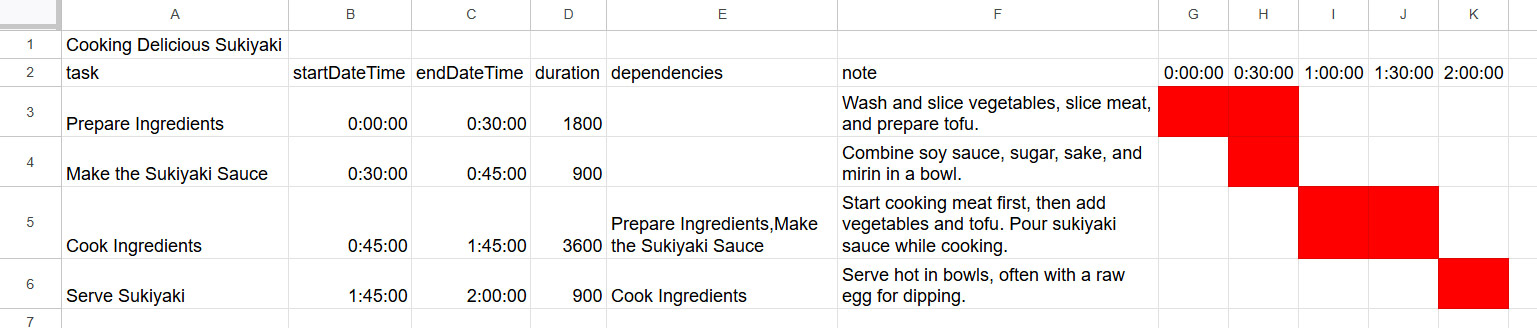 A B C D E F G H I J K
1 Cooking Delicious Sukiyaki
2 task startDateTime endDateTime duration dependencies note 0:00:00 0:30:00 1:00:00 1:30:00 2:00:00
Wash and slice vegetables, slice meat,
3 Prepare Ingredients 0:00:00 0:30:00 1800 and prepare tofu.
Combine soy sauce, sugar, sake, and
4 Make the Sukiyaki Sauce 0:30:00 0:45:00 900 mirin in a bowl.
Start cooking meat first, then add
Prepare Ingredients,Make vegetables and tofu. Pour sukiyaki
5 Cook Ingredients 0:45:00 1:45:00 3600 the Sukiyaki Sauce sauce while cooking.
Serve hot in bowls, often with a raw
6 Serve Sukiyaki 1:45:00 2:00:00 900 Cook Ingredients egg for dipping.
7